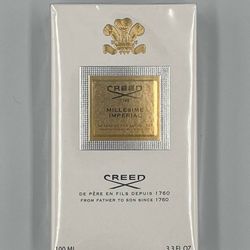 CREED
MILLESIME
IMPERIAL
CREED
DE PÈRE EN FILS DEPUIS 1760
FROM FATHER TO SON SINCE 1760
100 ML 3.3 FL.OZ